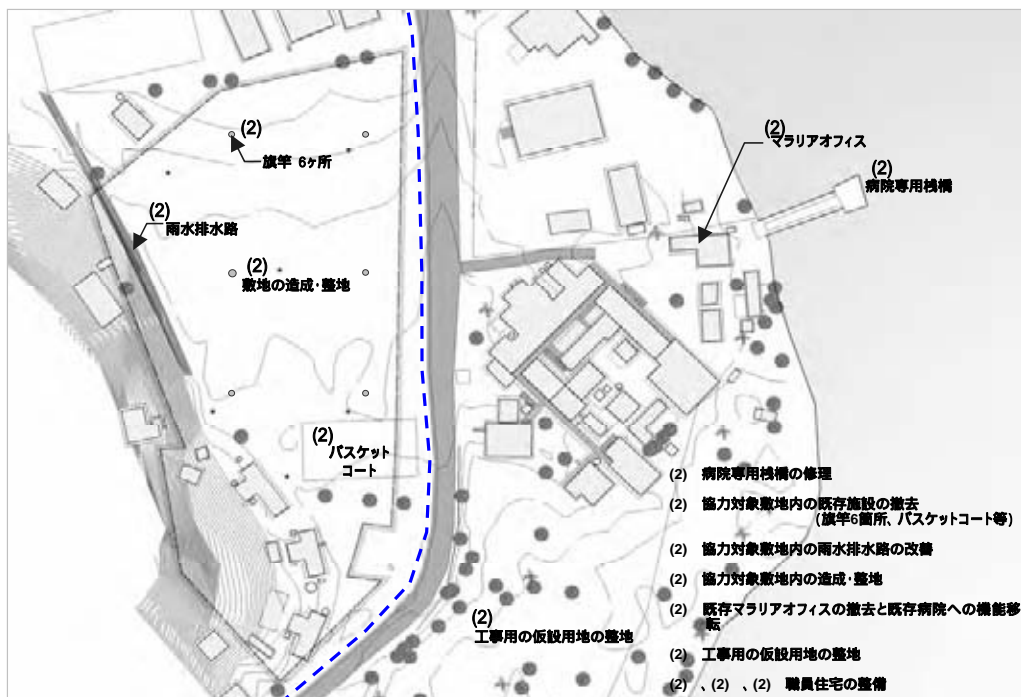 (2)
旗竿 6ヶ所
(2)
マラリアオフィス
(2)
病院専用桟橋
(2)
雨水排水路
(2)
敷地の造成・整地
(2)
バスケット
コート
(2)
工事用の仮設用地の整地
(2) 病院専用桟橋の修理
(2) 協力対象敷地内の既存施設の撤去
(旗竿6箇所、バスケットコート等)
(2) 協力対象敷地内の雨水排水路の改善
(2) 協力対象敷地内の造成・整地
(2) 既存マラリアオフィスの撤去と既存病院への機能移
転
(2) 工事用の仮設用地の整地
(2) 、(2) 、(2) 職員住宅の整備